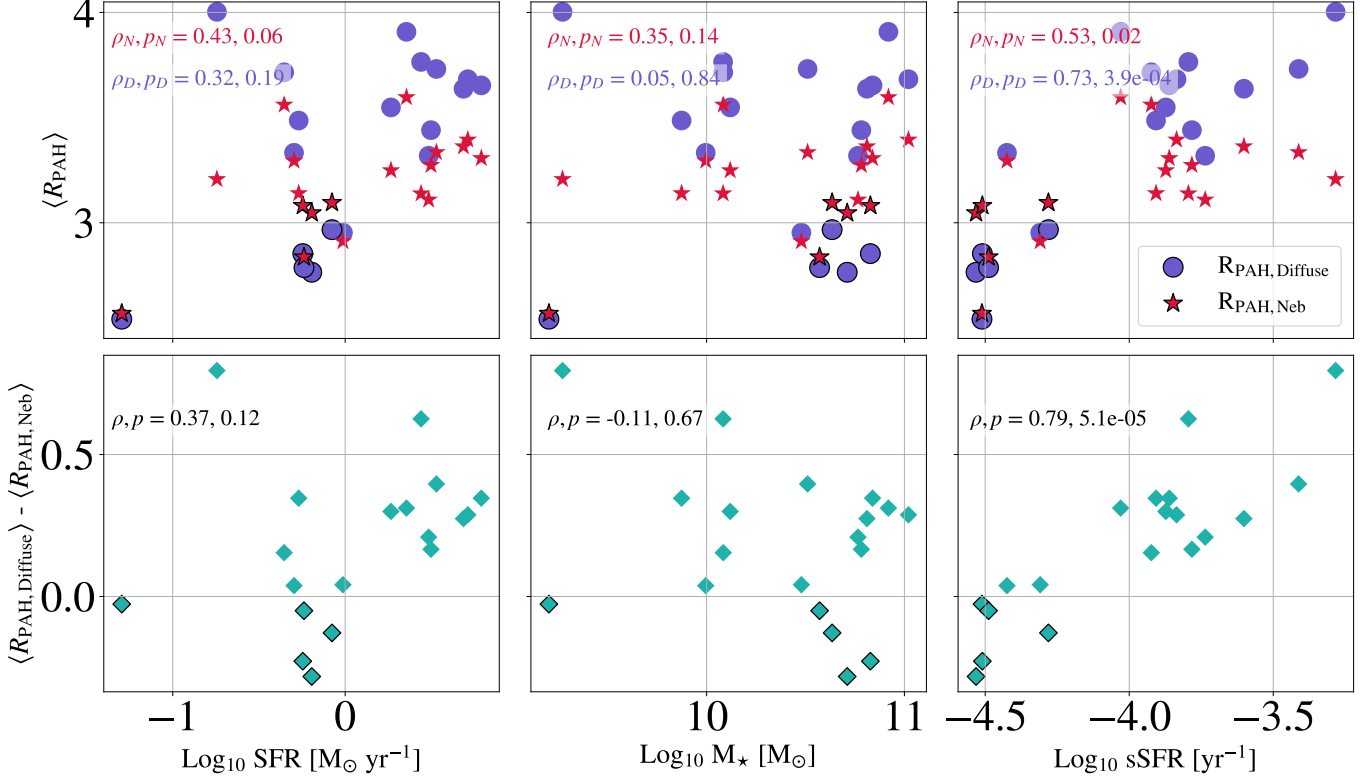 4
3
⟨R_PAH⟩
ρ_N, p_N = 0.43, 0.06
ρ_D, p_D = 0.32, 0.19
ρ_N, p_N = 0.35, 0.14
ρ_D, p_D = 0.05, 0.84
ρ_N, p_N = 0.53, 0.02
ρ_D, p_D = 0.73, 3.9e-04
R_PAH,Diffuse
R_PAH,Neb
⟨R_PAH,Diffuse⟩ - ⟨R_PAH,Neb⟩
0.5
0.0
ρ, p = 0.37, 0.12
ρ, p = -0.11, 0.67
ρ, p = 0.79, 5.1e-05
−1 0
10 11
−4.5 −4.0 −3.5
Log₁₀ SFR [M_⊙ yr⁻¹]
Log₁₀ M_⋆ [M_⊙]
Log₁₀ sSFR [yr⁻¹]